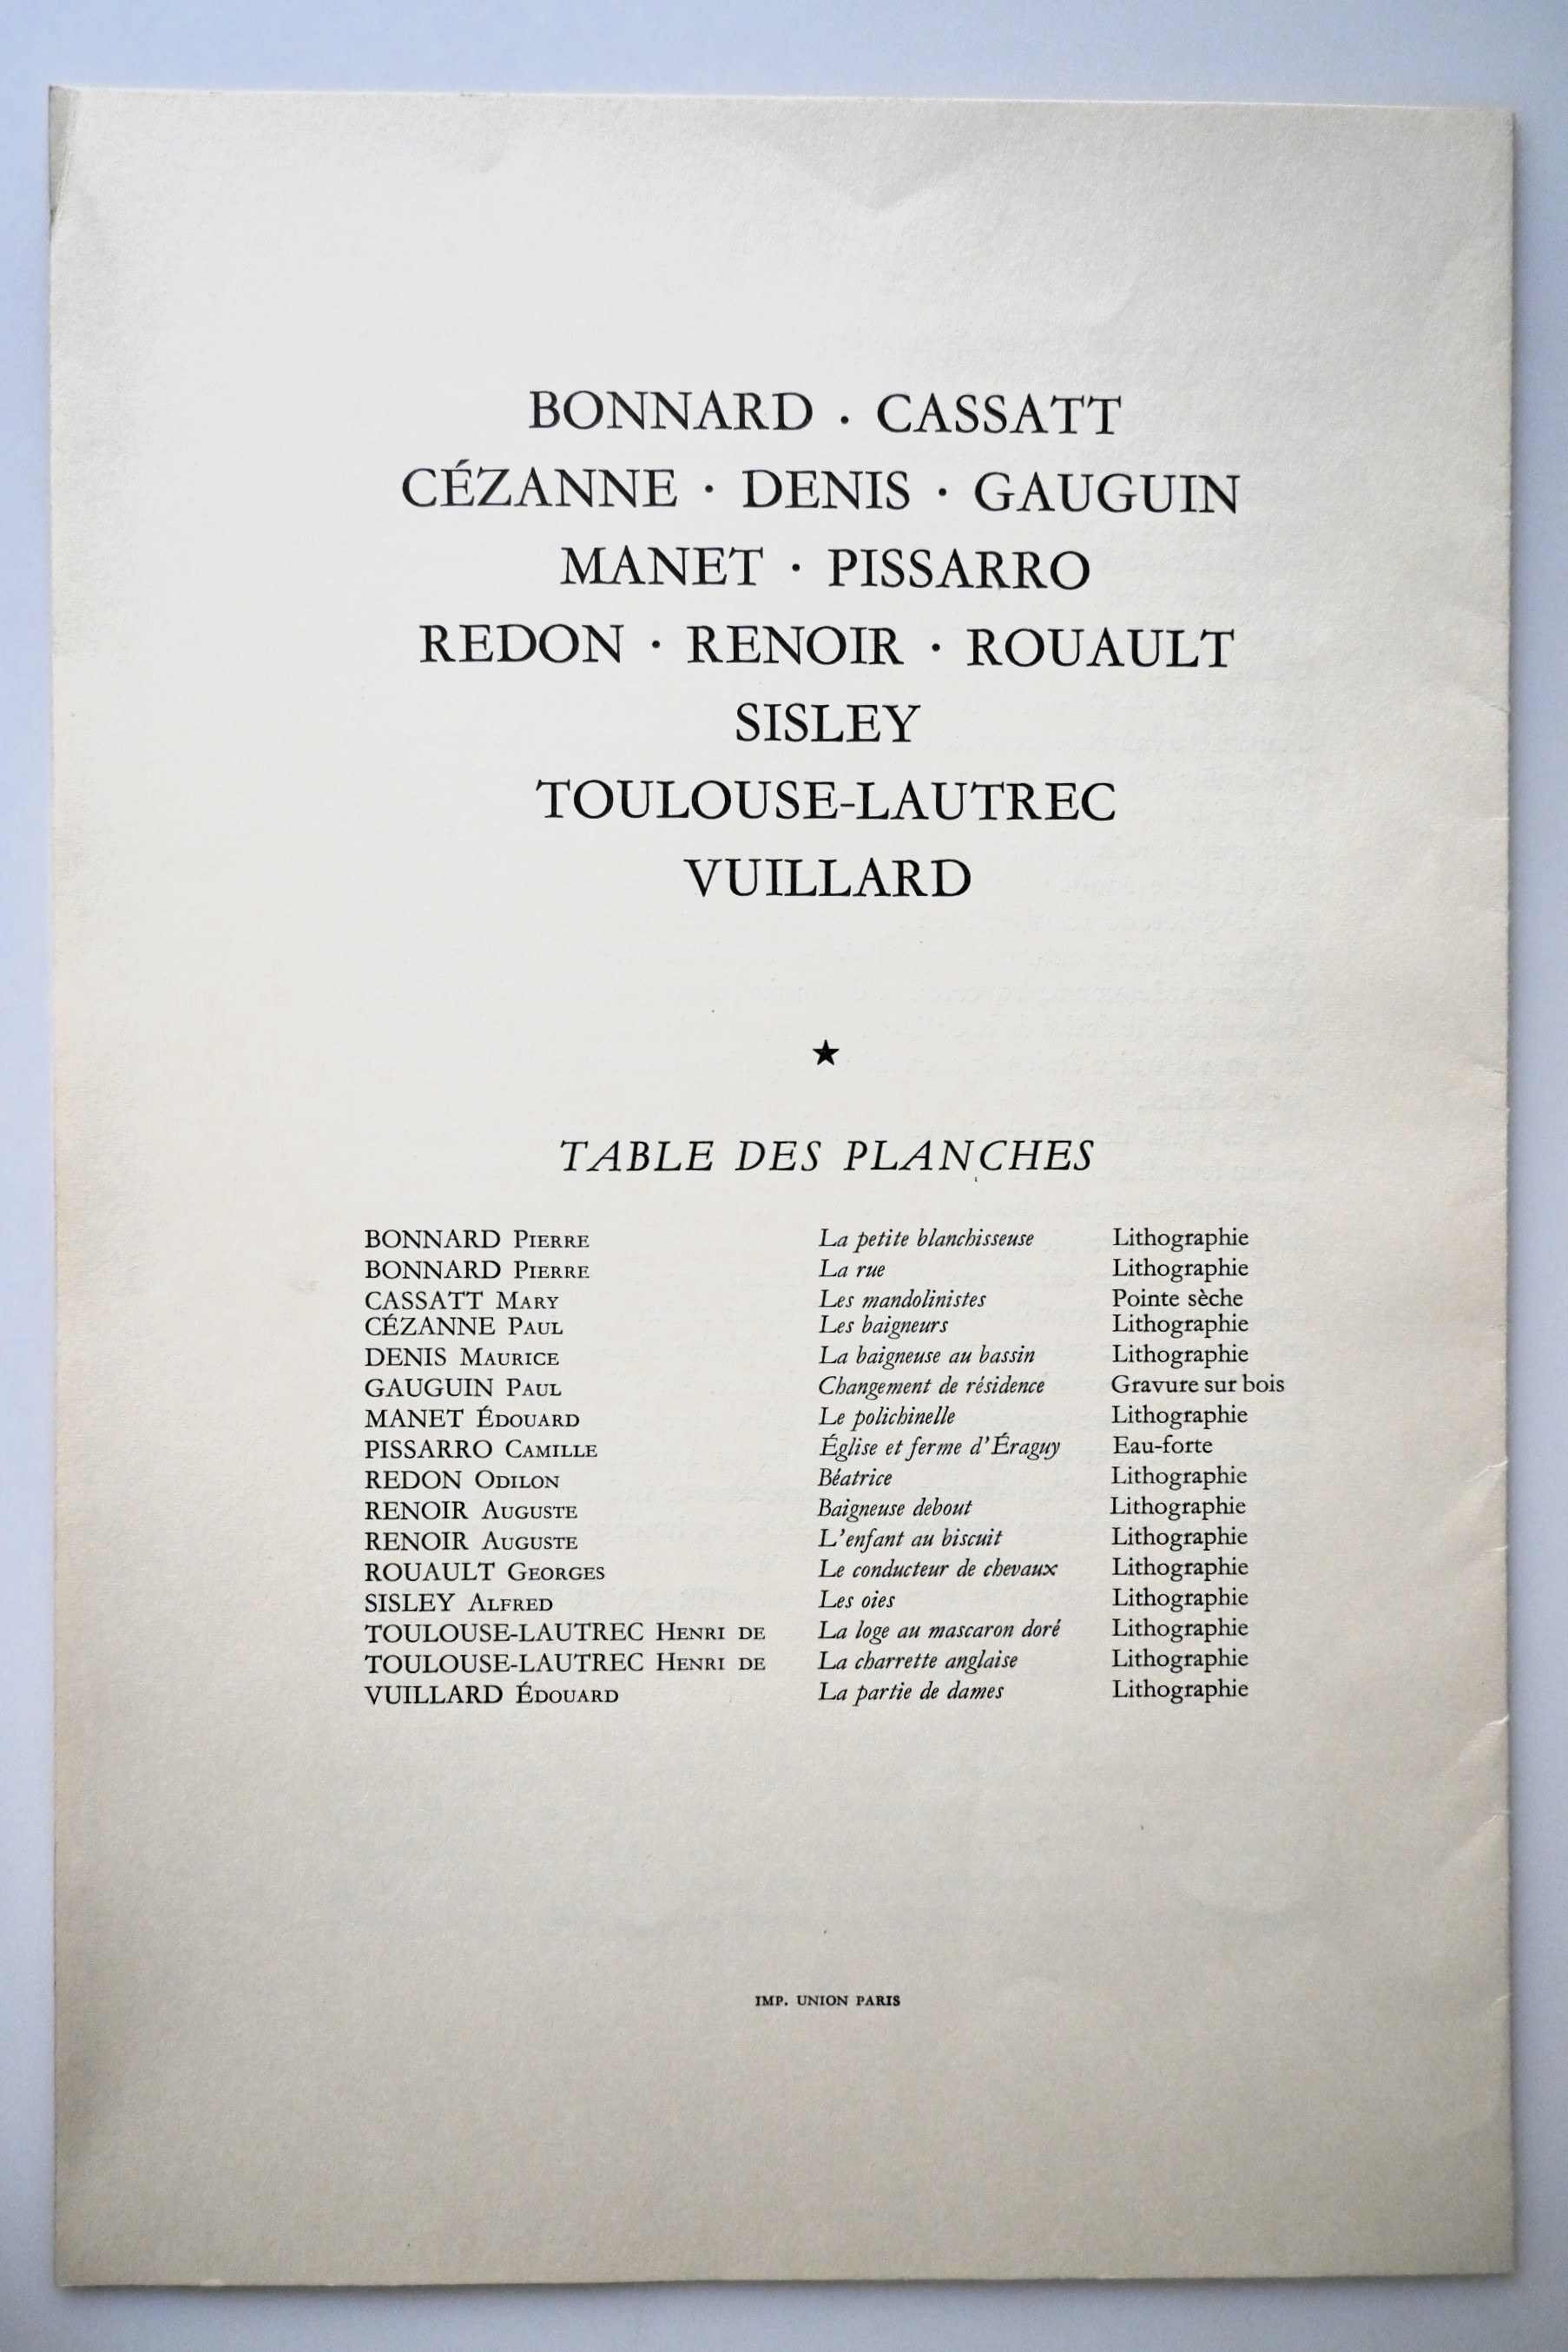 BONNARD · CASSATT
CÉZANNE · DENIS · GAUGUIN
MANET · PISSARRO
REDON · RENOIR · ROUAULT
SISLEY
TOULOUSE-LAUTREC
VUILLARD
★
TABLE DES PLANCHES
BONNARD PIERRE La petite blanchisseuse Lithographie
BONNARD PIERRE La rue Lithographie
CASSATT MARY Les mandolinistes Pointe sèche
CÉZANNE PAUL Les baigneurs Lithographie
DENIS MAURICE La baigneuse au bassin Lithographie
GAUGUIN PAUL Changement de résidence Gravure sur bois
MANET ÉDOUARD Le polichinelle Lithographie
PISSARRO CAMILLE Église et ferme d'Éraguy Eau-forte
REDON ODILON Béatrice Lithographie
RENOIR AUGUSTE Baigneuse debout Lithographie
RENOIR AUGUSTE L'enfant au biscuit Lithographie
ROUAULT GEORGES Le conducteur de chevaux Lithographie
SISLEY ALFRED Les oies Lithographie
TOULOUSE-LAUTREC HENRI DE La loge au mascaron doré Lithographie
TOULOUSE-LAUTREC HENRI DE La charrette anglaise Lithographie
VUILLARD ÉDOUARD La partie de dames Lithographie
IMP. UNION PARIS